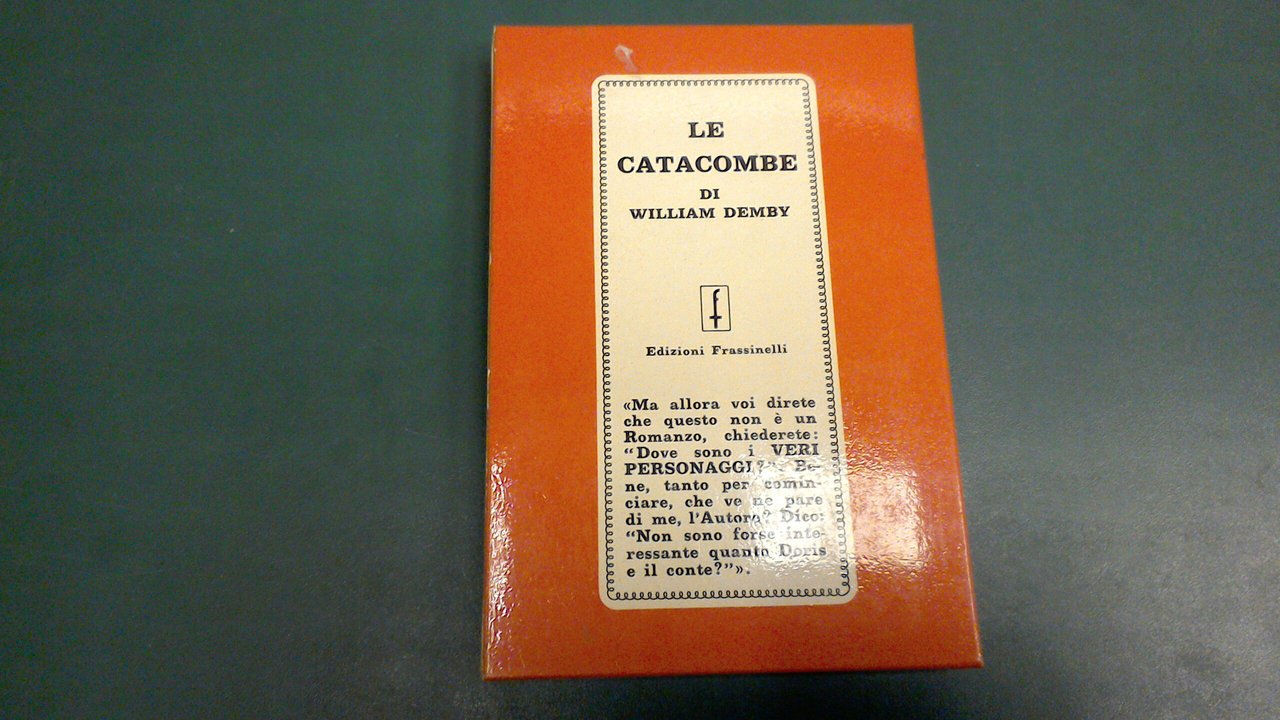 LE
CATACOMBE
DI
WILLIAM DEMBY
f
Edizioni Frassinelli
«Ma allora voi direte
che questo non è un
Romanzo, chiederete:
"Dove sono i VERI
PERSONAGGI?". Be-
ne, tanto per comin-
ciare, che ve ne pare
di me, l'Autore? Dico:
"Non sono forse inte-
ressante quanto Doris
e il conte?"».